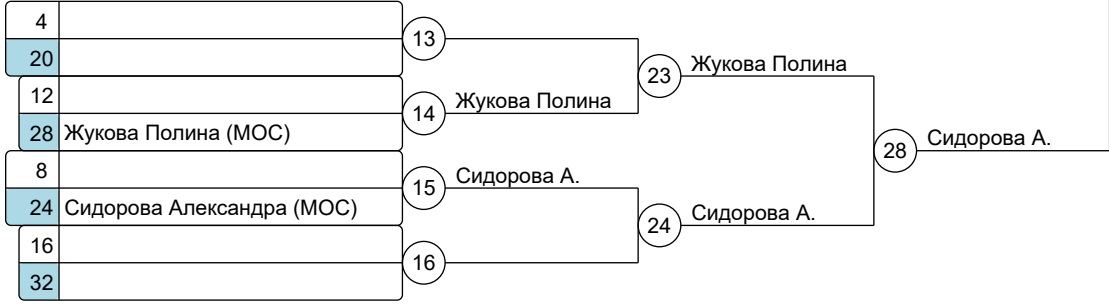 4
13
20
23 Жукова Полина
12
14 Жукова Полина
28 Жукова Полина (МОС)
28 Сидорова А.
8
15 Сидорова А.
24 Сидорова Александра (МОС)
24 Сидорова А.
16
16
32